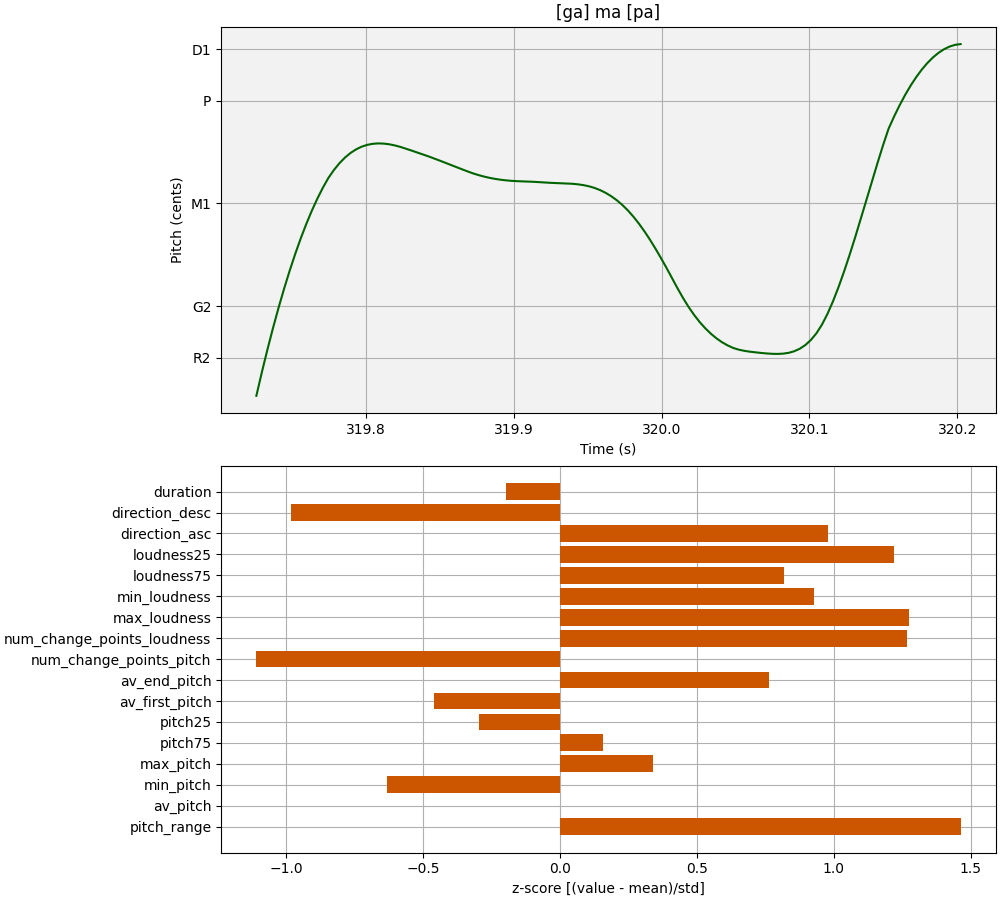 [ga] ma [pa]
D1
P
M1
G2
R2
Pitch (cents)
319.8 319.9 320.0 320.1 320.2
Time (s)
duration
direction_desc
direction_asc
loudness25
loudness75
min_loudness
max_loudness
num_change_points_loudness
num_change_points_pitch
av_end_pitch
av_first_pitch
pitch25
pitch75
max_pitch
min_pitch
av_pitch
pitch_range
−1.0 −0.5 0.0 0.5 1.0 1.5
z-score [(value - mean)/std]